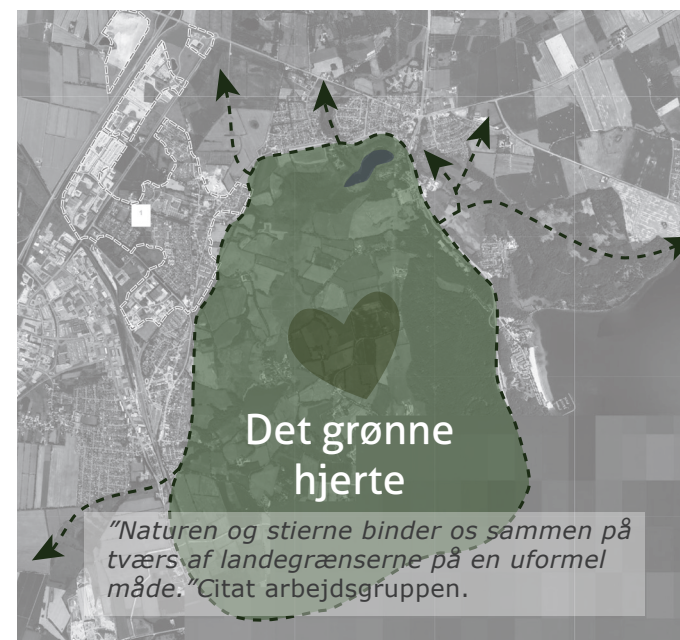 Det grønne
hjerte
”Naturen og stierne binder os sammen på
tværs af landegrænserne på en uformel
måde.”Citat arbejdsgruppen.